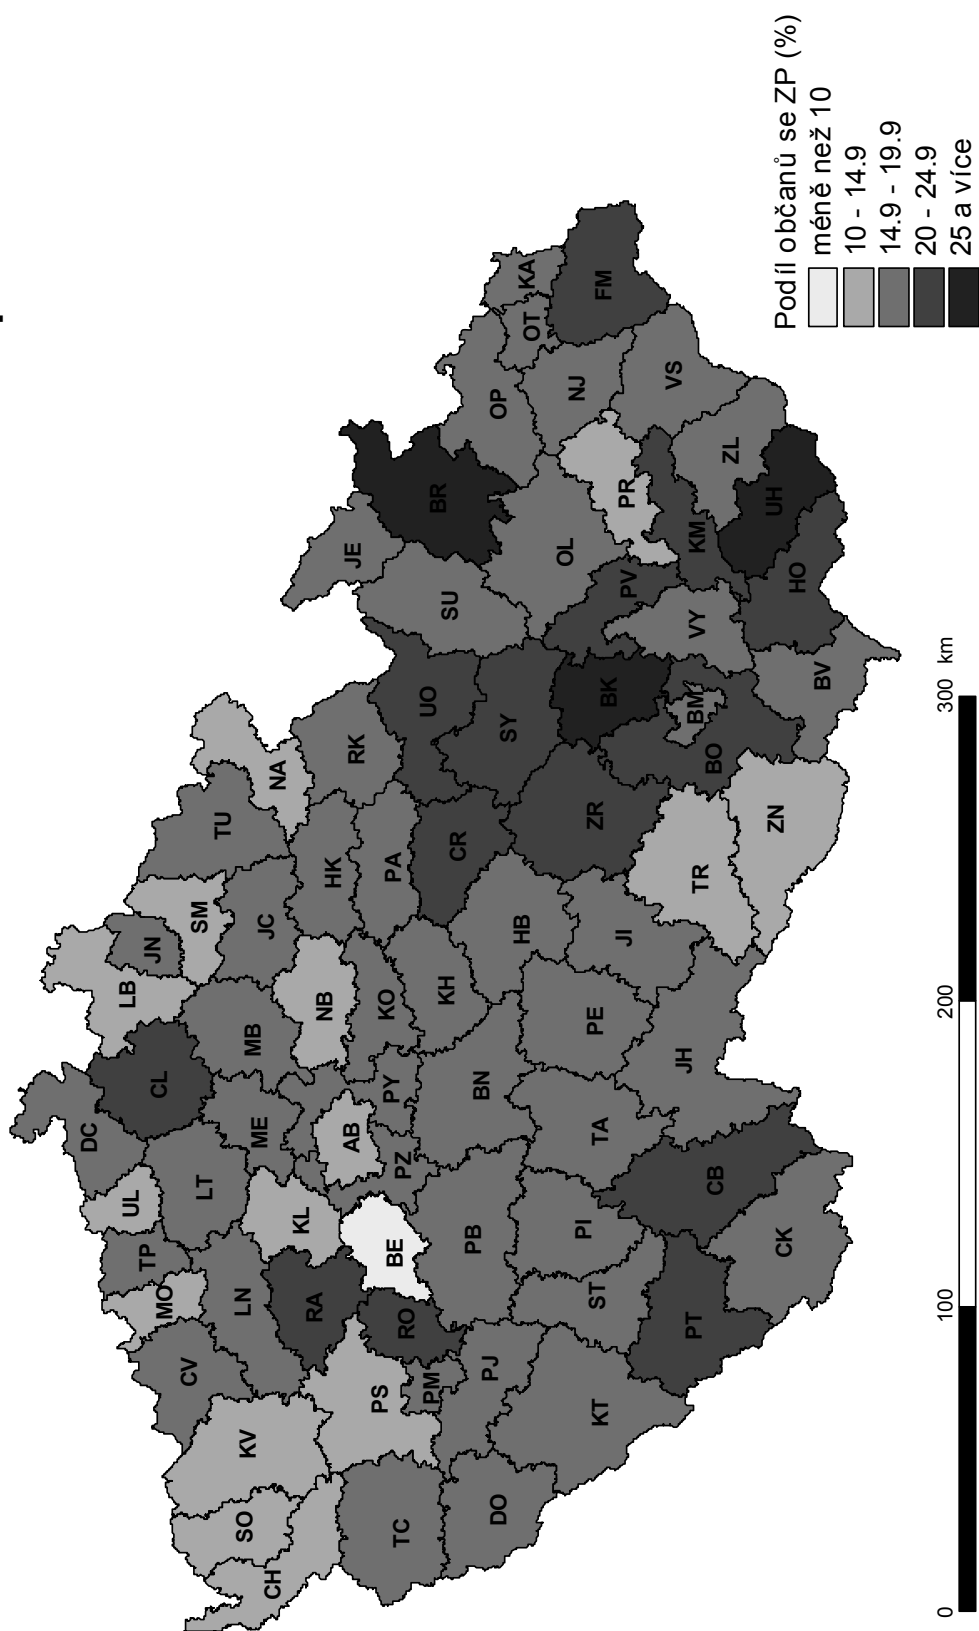 Podíl občanů se ZP (%)
méně než 10
10 - 14.9
14.9 - 19.9
20 - 24.9
25 a více
DC
LB
JN
SM
UL
CL
TU
TP
MO
LT
NA
JE
CV
LN
ME
MB
JC
KV
KL
AB
NB
HK
RK
SO
RA
BR
CH
PS
BE
PZ
PY
KO
PA
UO
SU
RO
OP
KA
TC
PM
KH
CR
OT
PJ
PB
BN
HB
SY
OL
NJ
FM
DO
ST
PI
TA
PE
JI
ZR
BK
PV
PR
KT
VS
PT
CB
JH
TR
BO
BM
VY
KM
ZL
CK
ZN
BV
HO
UH
0
100
200
300 km